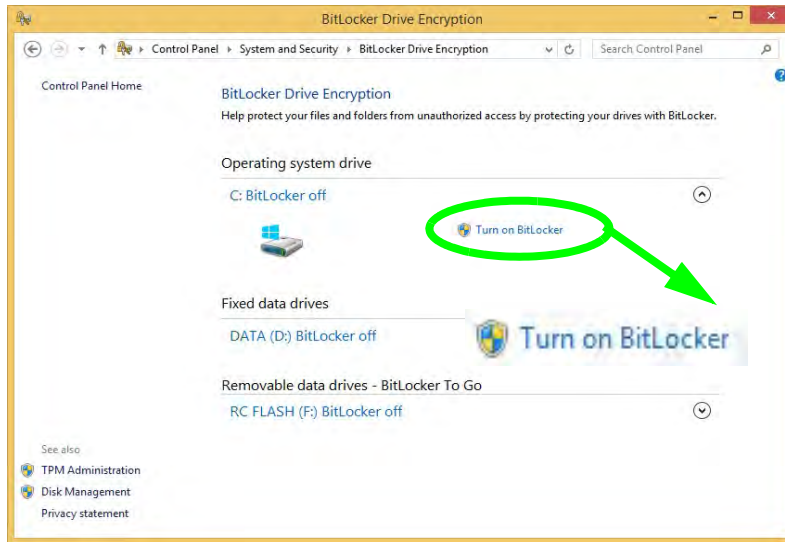 BitLocker Drive Encryption
Control Panel System and Security BitLocker Drive Encryption
Search Control Panel
Control Panel Home
BitLocker Drive Encryption
Help protect your files and folders from unauthorized access by protecting your drives with BitLocker.
Operating system drive
C: BitLocker off
Turn on BitLocker
Fixed data drives
DATA (D:) BitLocker off
Turn on BitLocker
Removable data drives - BitLocker To Go
RC FLASH (F:) BitLocker off
See also
TPM Administration
Disk Management
Privacy statement